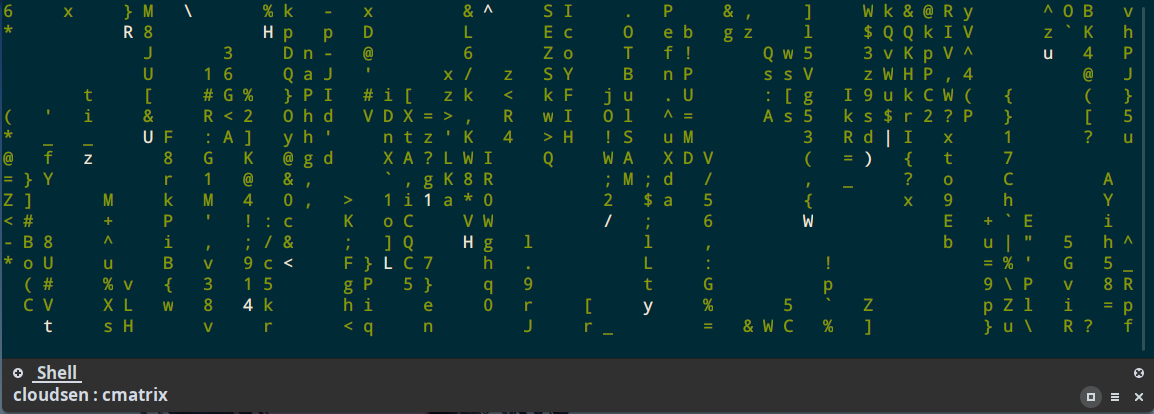 6 x } M \ % k - x & ^ S I . P & , ] W k & @ R y ^ O B v
* R 8 H p p D L E c O e b g z l $ Q Q k I V z ` K h
J 3 D n - @ 6 Z o T f ! Q w 5 3 v K p V ^ u 4 P
U 1 6 Q a J ' x / z S Y B n P s s V z W H P , 4 @ J
t [ # G % } P I # i [ z k < k F j u . U : [ g I 9 u k C 2 ( { ( }
( ' i & R < 2 O h d V D n = > , R w I O l ^ = A s 5 k s $ r 2 W P } [ 5
* _ _ U F : A ] y h ' N t z ' K 4 > H ! S u M R d | I ? 1 ? u
@ f z 8 G K @ g d X A ? L W I Q W A X D V ( = ) { x 7
= } Y r 1 @ & , ` , g K 8 R ; M ; d / , _ ? t o C A
Z ] M k M 4 0 , > 1 i 1 a * 0 2 $ a 5 { x 9 h Y
< # + P ' ! : c K o C V W / ; 6 W E + ` E i
- B 8 ^ i , ; / & ; ] Q H g l l , b u | " 5 h ^
* o U u B v 9 c < F } L C 7 h . L : ! = % ' G 5 _
( # % v { 3 1 5 g P 5 } q 9 t G p 9 \ P v 8 R
C V X L w 8 4 k h i e 0 r [ y % 5 ` Z p Z l i = p
t s H v r < q n J r _ = & W C % ] } u \ R ? f
Shell
cloudsen : cmatrix